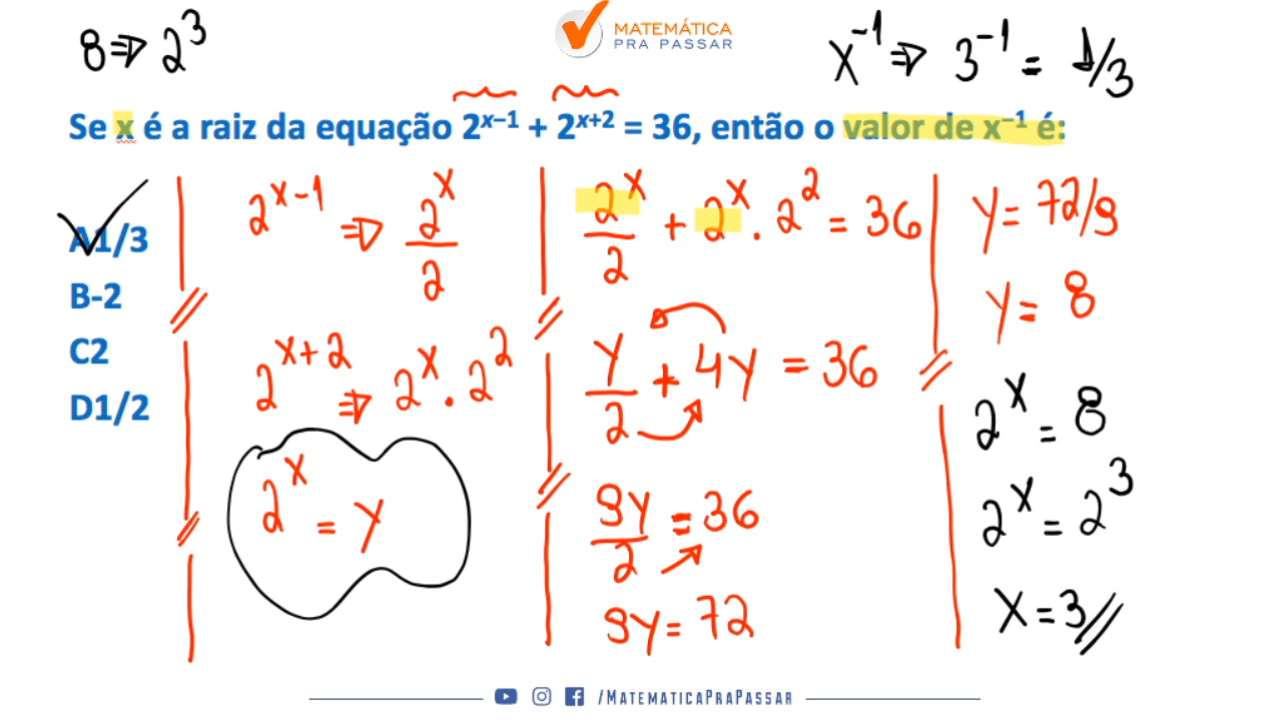 8 ⇒ 2³
MATEMÁTICA
PRA PASSAR
x⁻¹ ⇒ 3⁻¹ = 1/3
Se x é a raiz da equação 2ˣ⁻¹ + 2ˣ⁺² = 36, então o valor de x⁻¹ é:
A1/3
B-2
C2
D1/2
2ˣ⁻¹ ⇒ 2ˣ/2
2ˣ⁺² ⇒ 2ˣ . 2²
2ˣ = y
2ˣ/2 + 2ˣ . 2² = 36
y/2 + 4y = 36
9y/2 = 36
9y = 72
y = 72/9
y = 8
2ˣ = 8
2ˣ = 2³
x = 3//
/MATEMATICAPRAPASSAR